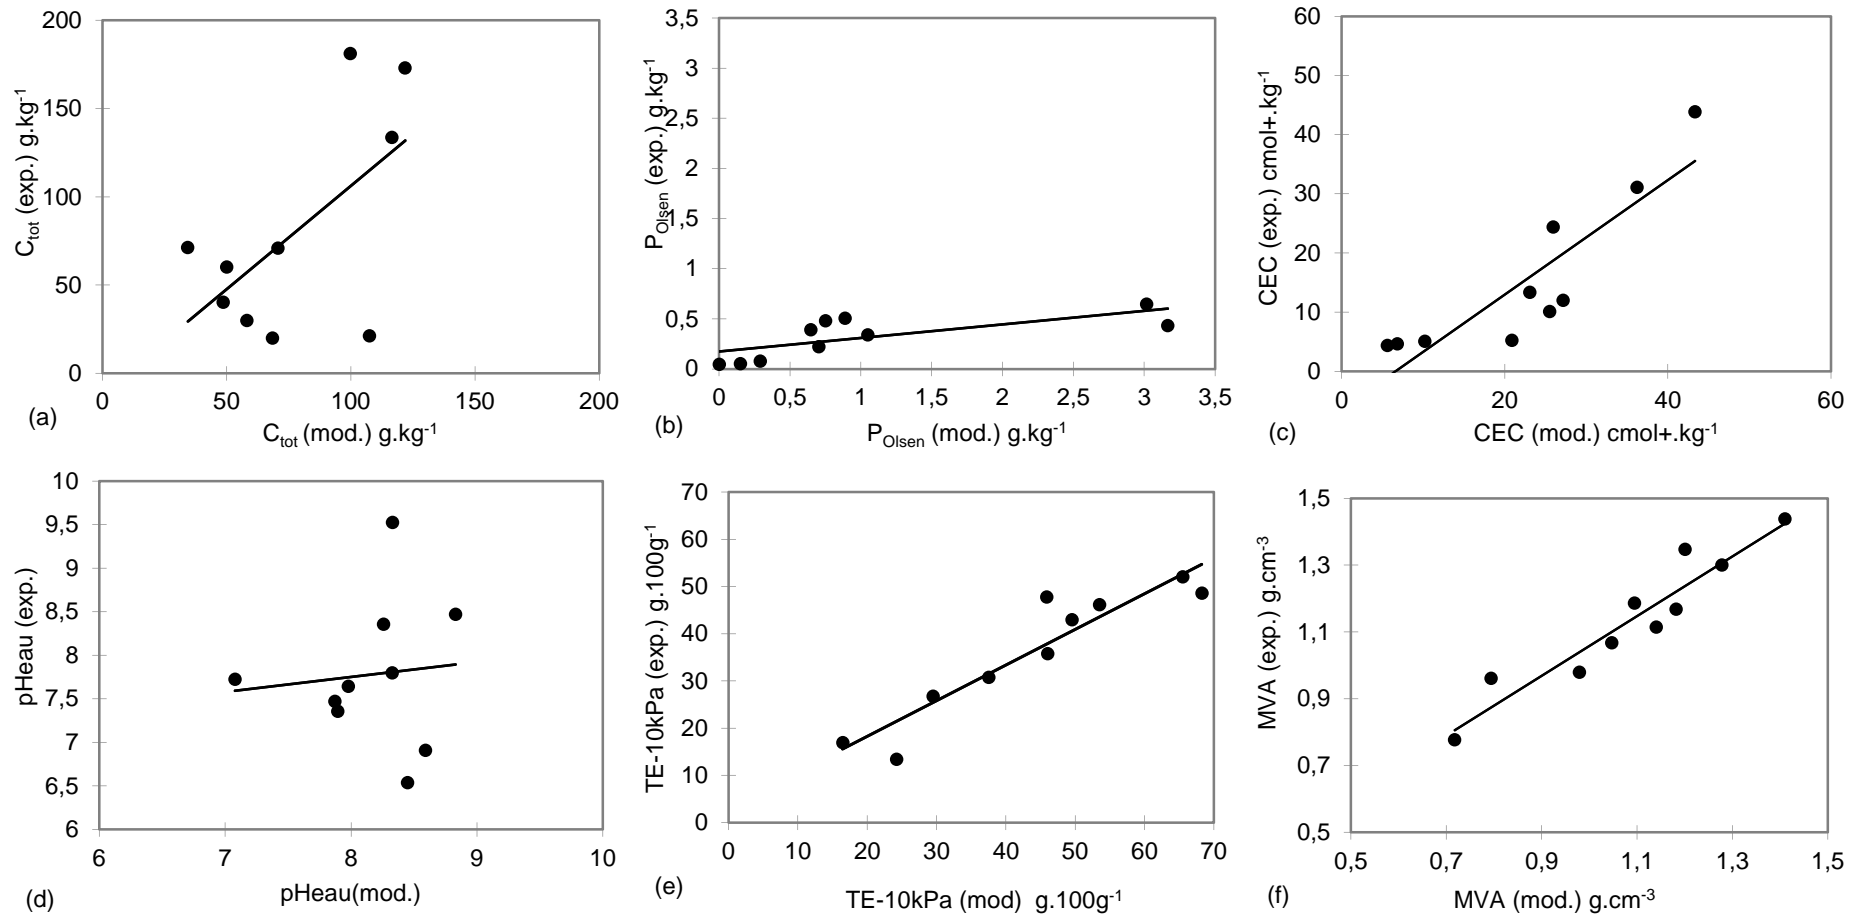 200
150
100
50
0
C_tot (exp.) g.kg⁻¹
0 50 100 150 200
C_tot (mod.) g.kg⁻¹
(a)
3,5
3
2,5
2
1,5
1
0,5
0
P_Olsen (exp.) g.kg⁻¹
0 0,5 1 1,5 2 2,5 3 3,5
P_Olsen (mod.) g.kg⁻¹
(b)
60
50
40
30
20
10
0
CEC (exp.) cmol+.kg⁻¹
0 20 40 60
CEC (mod.) cmol+.kg⁻¹
(c)
10
9,5
9
8,5
8
7,5
7
6,5
6
pHeau (exp.)
6 7 8 9 10
pHeau(mod.)
(d)
70
60
50
40
30
20
10
0
TE-10kPa (exp.) g.100g⁻¹
0 10 20 30 40 50 60 70
TE-10kPa (mod) g.100g⁻¹
(e)
1,5
1,3
1,1
0,9
0,7
0,5
MVA (exp.) g.cm⁻³
0,5 0,7 0,9 1,1 1,3 1,5
MVA (mod.) g.cm⁻³
(f)